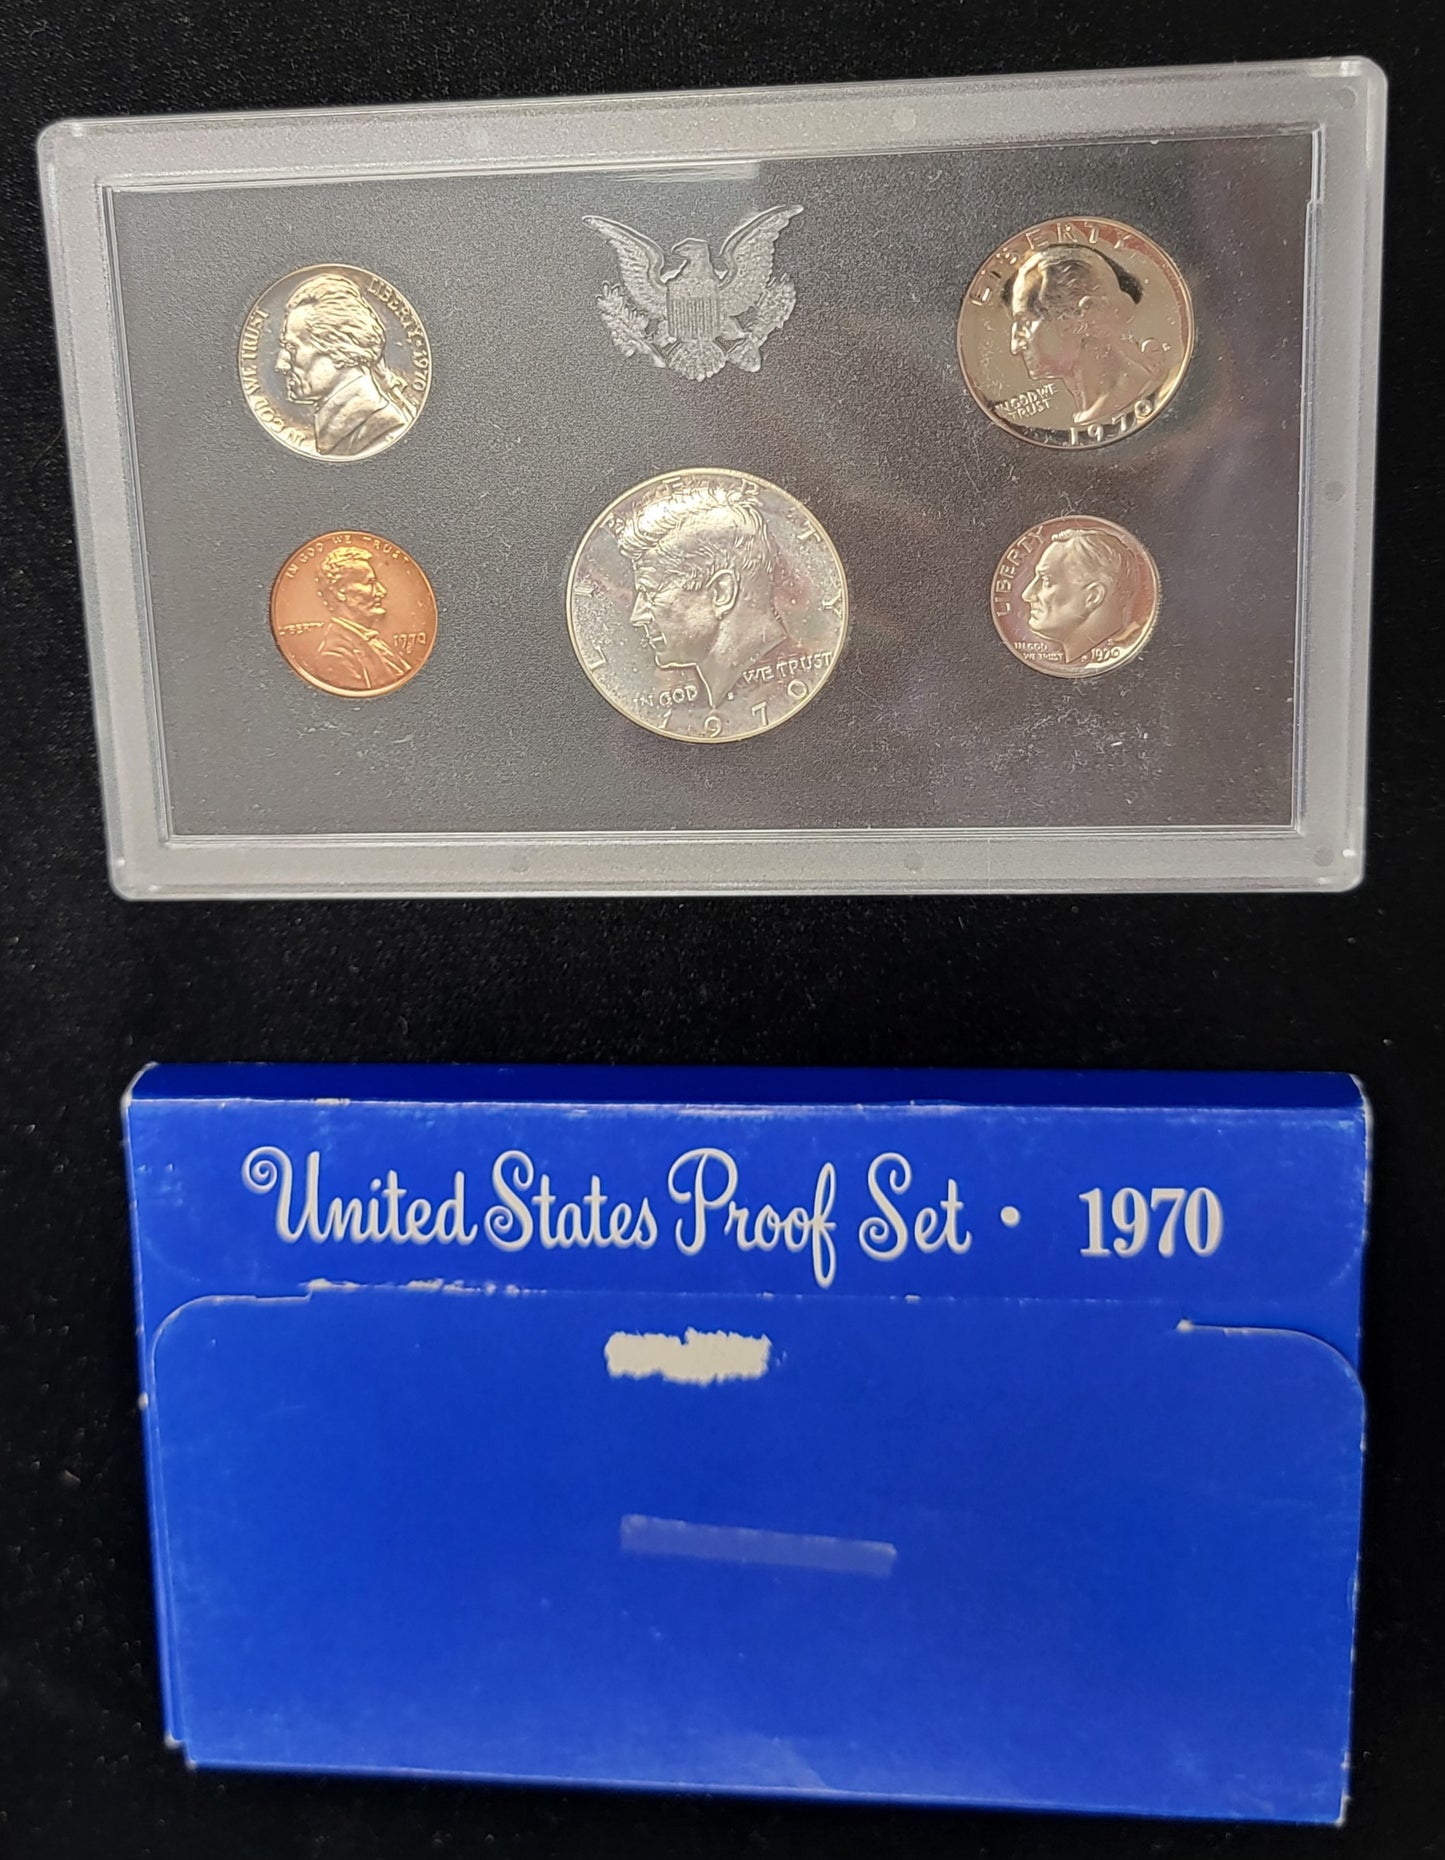 IN GOD WE TRUST
LIBERTY · 1970
S
LIBERTY
IN GOD WE TRUST
1970
IN GOD WE TRUST
LIBERTY
1970
S
LIBERTY
IN GOD WE TRUST
1970
LIBERTY
IN GOD
WE TRUST
S
1970
United States Proof Set · 1970